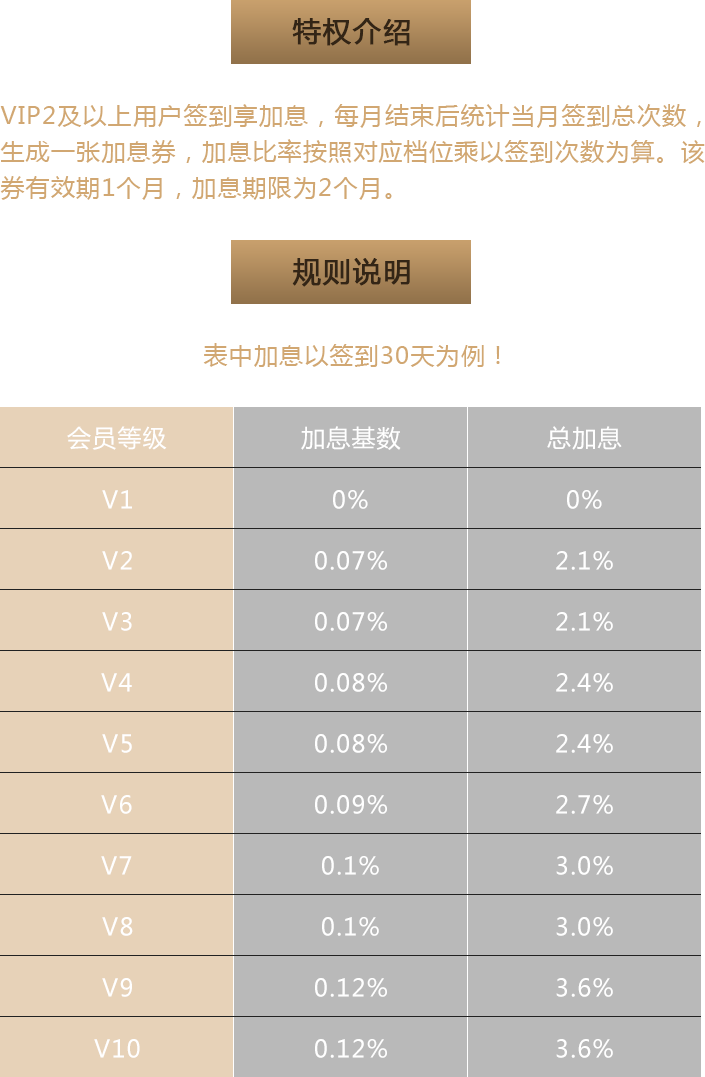 特权介绍
VIP2及以上用户签到享加息，每月结束后统计当月签到总次数，
生成一张加息券，加息比率按照对应档位乘以签到次数为算。该
券有效期1个月，加息期限为2个月。
规则说明
表中加息以签到30天为例！
会员等级 加息基数 总加息
V1 0% 0%
V2 0.07% 2.1%
V3 0.07% 2.1%
V4 0.08% 2.4%
V5 0.08% 2.4%
V6 0.09% 2.7%
V7 0.1% 3.0%
V8 0.1% 3.0%
V9 0.12% 3.6%
V10 0.12% 3.6%